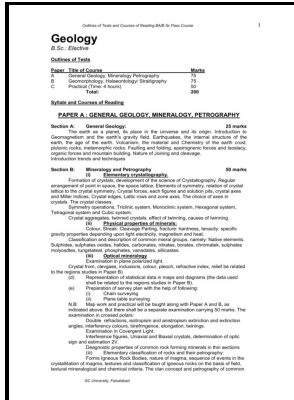 Outlines of Tests and Courses of Reading BA/B Sc Pass Course 1
Geology
B.Sc.: Elective
Outlines of Tests
Paper Title of Course Marks
A General Geology, Mineralogy Petrography 75
B Geomorphology, Palaeontology/ Stratigraphy 75
C Practical (Time: 4 hours) 50
Total: 200
Syllabi and Courses of Reading
PAPER A : GENERAL GEOLOGY, MINERALOGY, PETROGRAPHY
Section A: General Geology: 25 marks
The earth as a planet, its place in the universe and its origin. Introduction to
Geomagnetism and the earth's gravity field. Earthquakes, the internal structure of the
earth, the age of the earth. Volcanism, the material and Chemistry of the earth crust,
plutonic rocks, metamorphic rocks. Faulting and folding, epeirogenic forces and isostacy,
organic forces and mountain building. Nature of Joining and cleavage.
Introduction trends and techniques
Section B: Mineralogy and Petrography 50 marks
(i) Elementary crystallography.
Formation of crystals, development of the science of Crystallography. Regular
arrangement of point in space, the space lattice, Elements of symmetry, relation of crystal
lattice to the crystal symmetry, Crystal forces, etch figures and solution pits, crystal axes
and Miller indices, Crystal edges, Lattic rows and zone axes. The choice of axes in
crystals. The crystal classes.
Symmetry operations. Triclinic system, Monoclinic system, Hexagonal system,
Tetragonal system and Cubic system.
Crystal aggregates, twinned crystals, effect of twinning, causes of twinning.
(ii) Physical properties of minerals:
Colour, Streak: Cleavage Parting, fracture: hardness, tenacity: specific
gravity properties depending upon light electricity, magnetism and heat.
Classification and description of common mineral groups, namely: Native elements.
Sulphides, sulphates oxides, halides, carbonates, nitrates, borates, chromates, sulphates
molybates, tungstates, phosphates, vanadates, silicates.
(iii) Optical mineralogy
Examination in plane polarized light.
Crystal from, clevages, inclusions, colour, pleoch, refractive index, relief (be related
to the regions studies in Paper B)
(d) Representation of statistical data in maps and diagrams (the data used
shall be related to the regions studies in Paper B).
(e) Preparation of servey plan with the help of following:
(i) Chain surveying
(ii) Plane table surveying.
N.B: Map work and practical will be taught along with Paper A and B, as
indicated above. But there shall be a separate examination carrying 50 marks. The
examination in crossed polars:
Double refractions, isotropism and anisotropism extinction and extinction
angles, interferency colours, birefringence, elongation, twinings.
Examination in Covergent Light.
Interference figures, Uniaxial and Biaxial crystals, determination of optic
sign and estimation 2V.
Deagnostic properties of common rock forming minerals in thin sections
(iii) Elementary classification of rocks and their petrography:
Forms Igneous Rock Bodies, nature of magma, sequence of events in the
crystallitation of magma, textures and classification of igneous rocks on the basis of field,
textural mineralogical and chemical criteria. The clan concept and petrography of common
GC University, Faisalabad